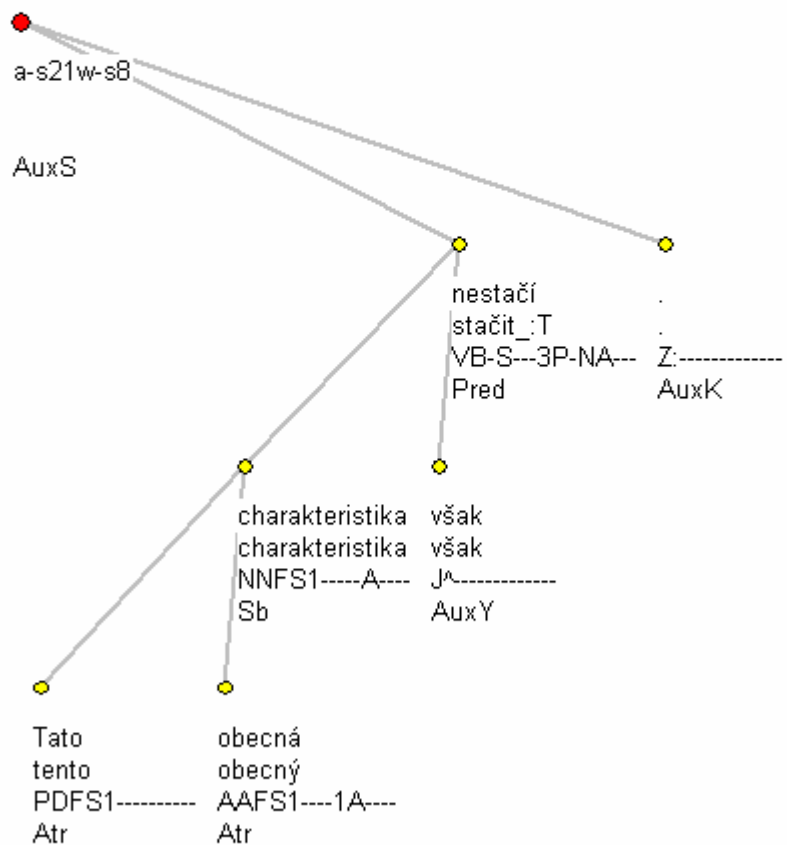 a-s21w-s8
AuxS
nestačí .
stačit_:T .
VB-S---3P-NA--- Z:-------------
Pred AuxK
charakteristika však
charakteristika však
NNFS1-----A---- J^-------------
Sb AuxY
Tato obecná
tento obecný
PDFS1---------- AAFS1----1A----
Atr Atr